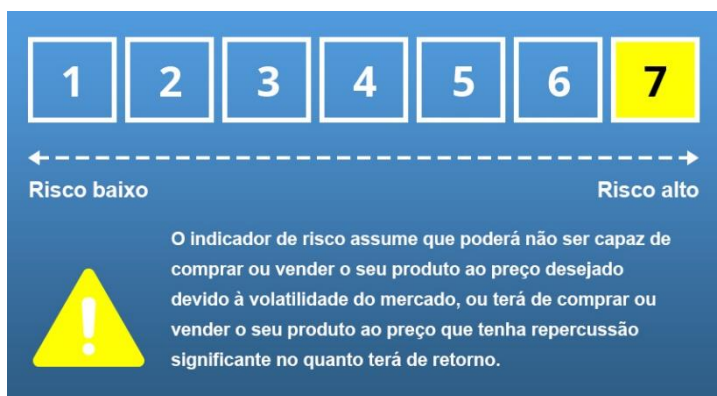 1 2 3 4 5 6 7
Risco baixo Risco alto
O indicador de risco assume que poderá não ser capaz de
comprar ou vender o seu produto ao preço desejado
devido à volatilidade do mercado, ou terá de comprar ou
vender o seu produto ao preço que tenha repercussão
significante no quanto terá de retorno.